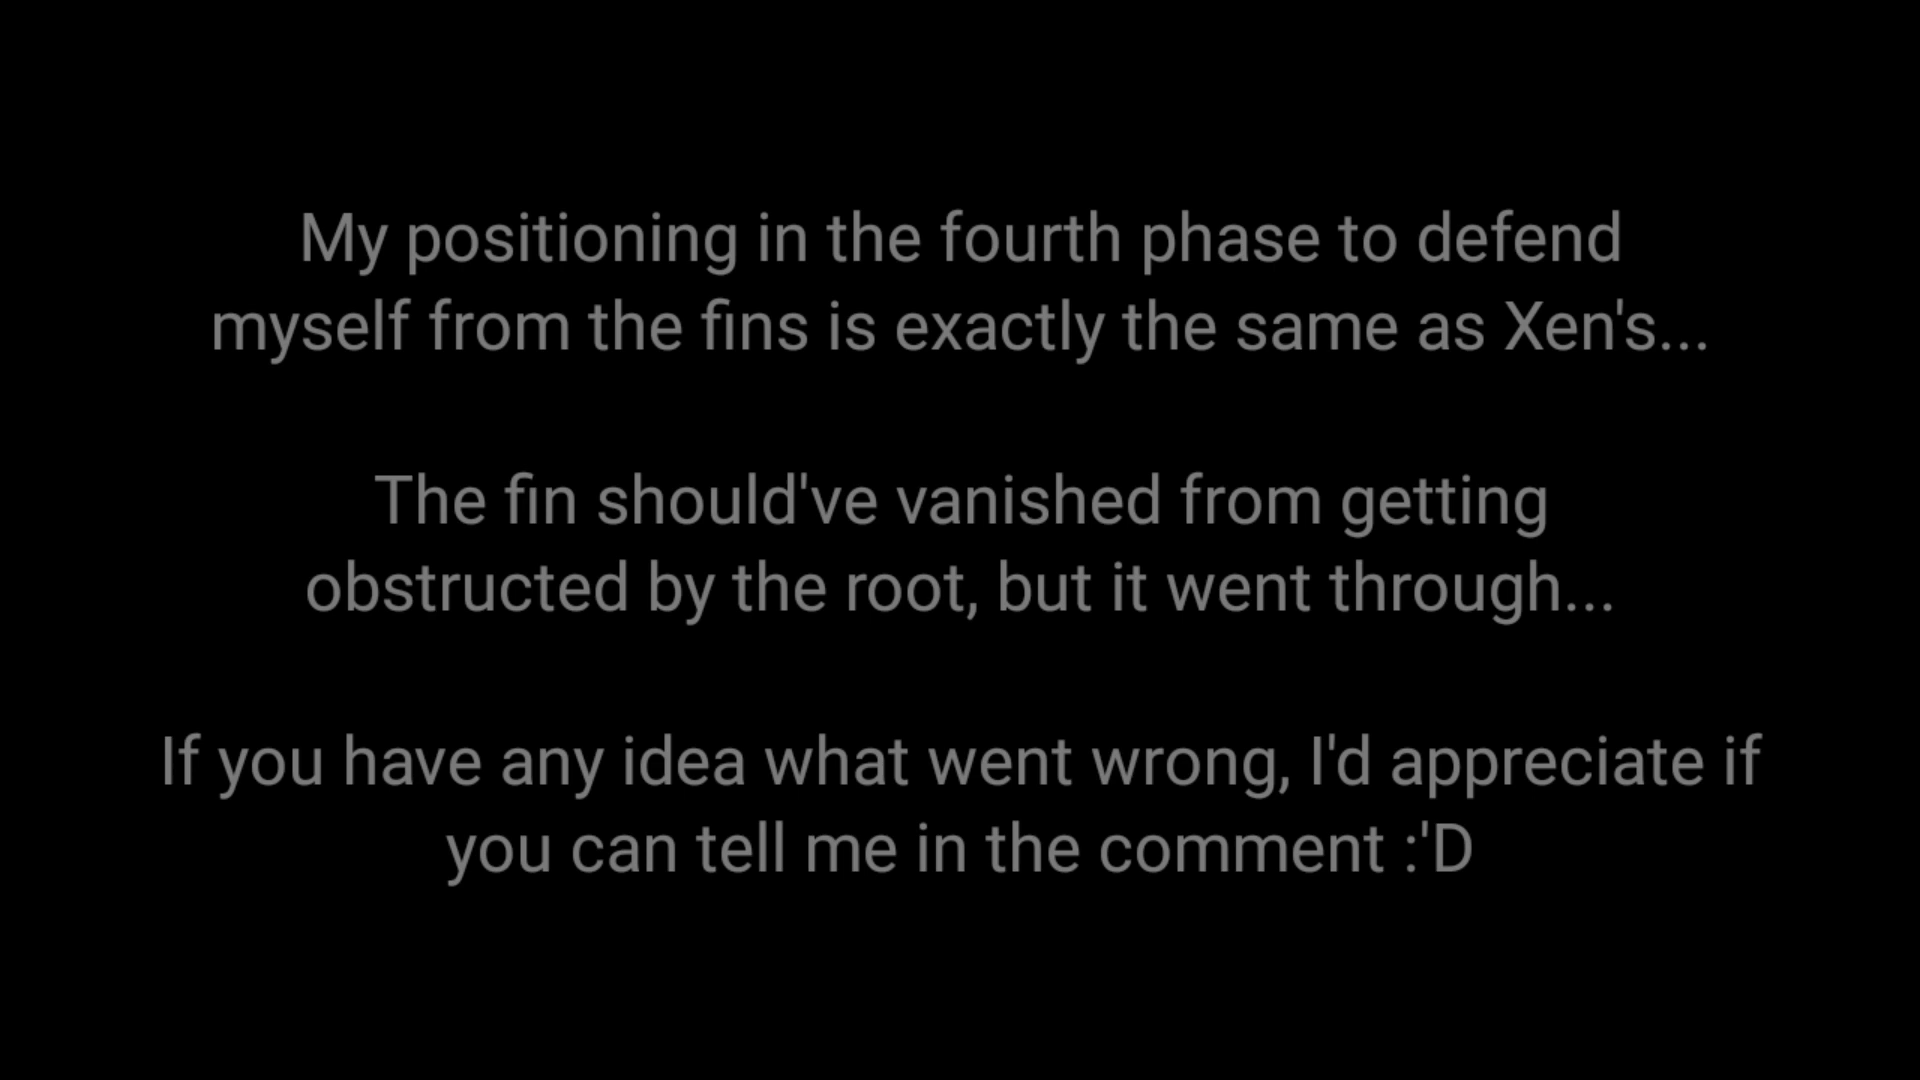 My positioning in the fourth phase to defend
myself from the fins is exactly the same as Xen's...
The fin should've vanished from getting
obstructed by the root, but it went through...
If you have any idea what went wrong, I'd appreciate if
you can tell me in the comment :'D